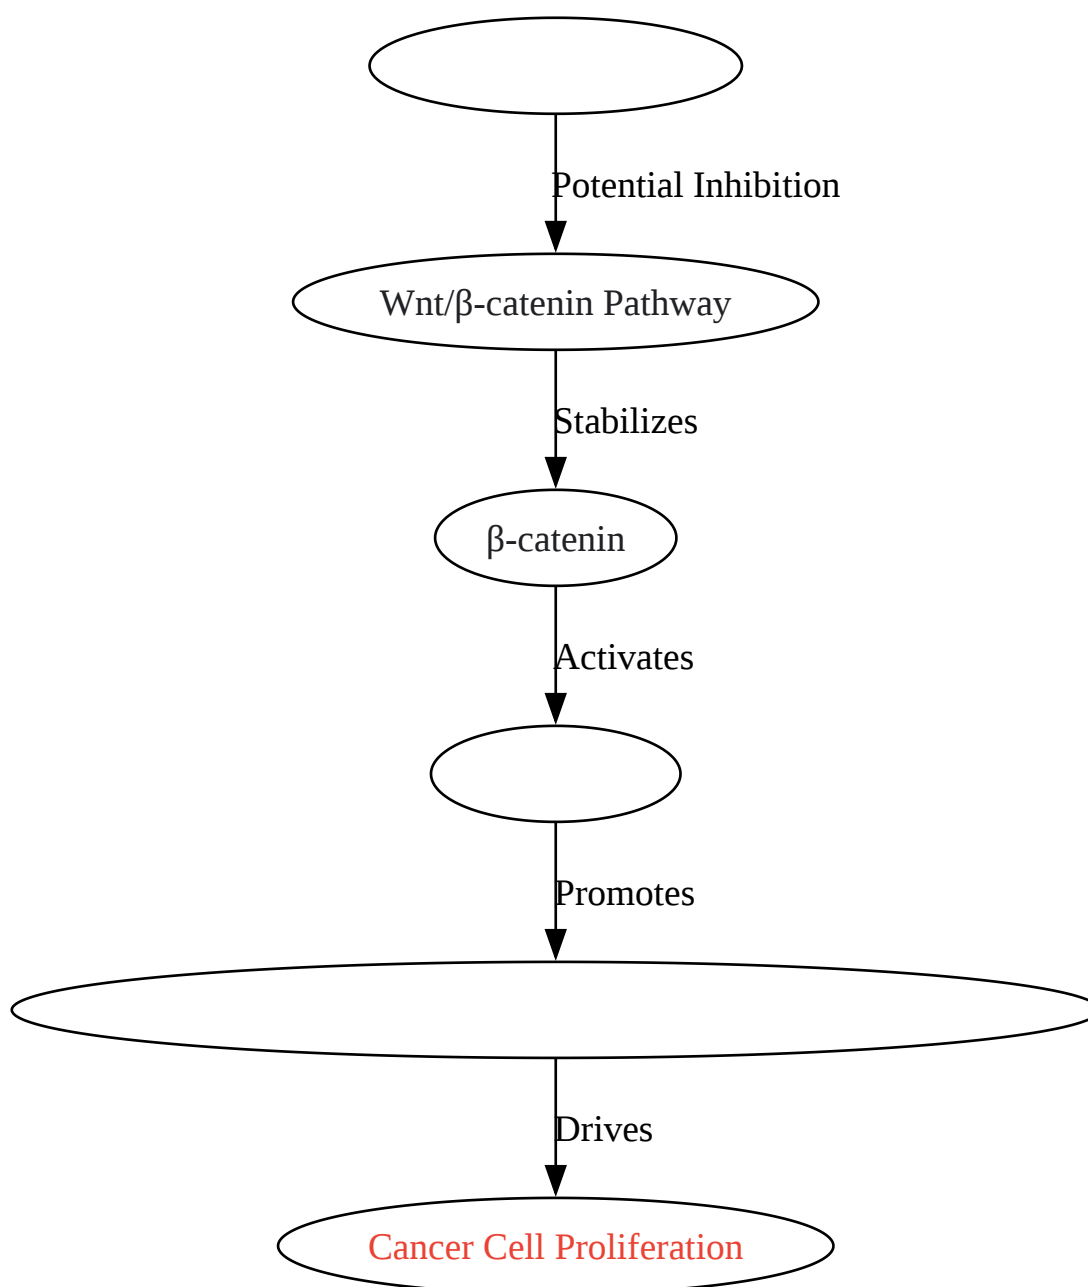 Potential Inhibition
Wnt/β-catenin Pathway
Stabilizes
β-catenin
Activates
Promotes
Drives
Cancer Cell Proliferation